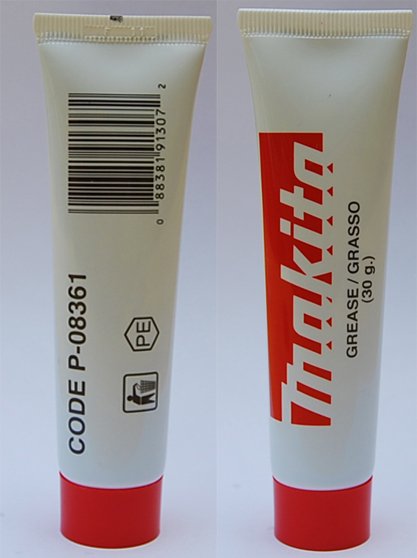 0 88381 91307 2
CODE P-08361
PE
makita
GREASE / GRASSO
(30 g.)